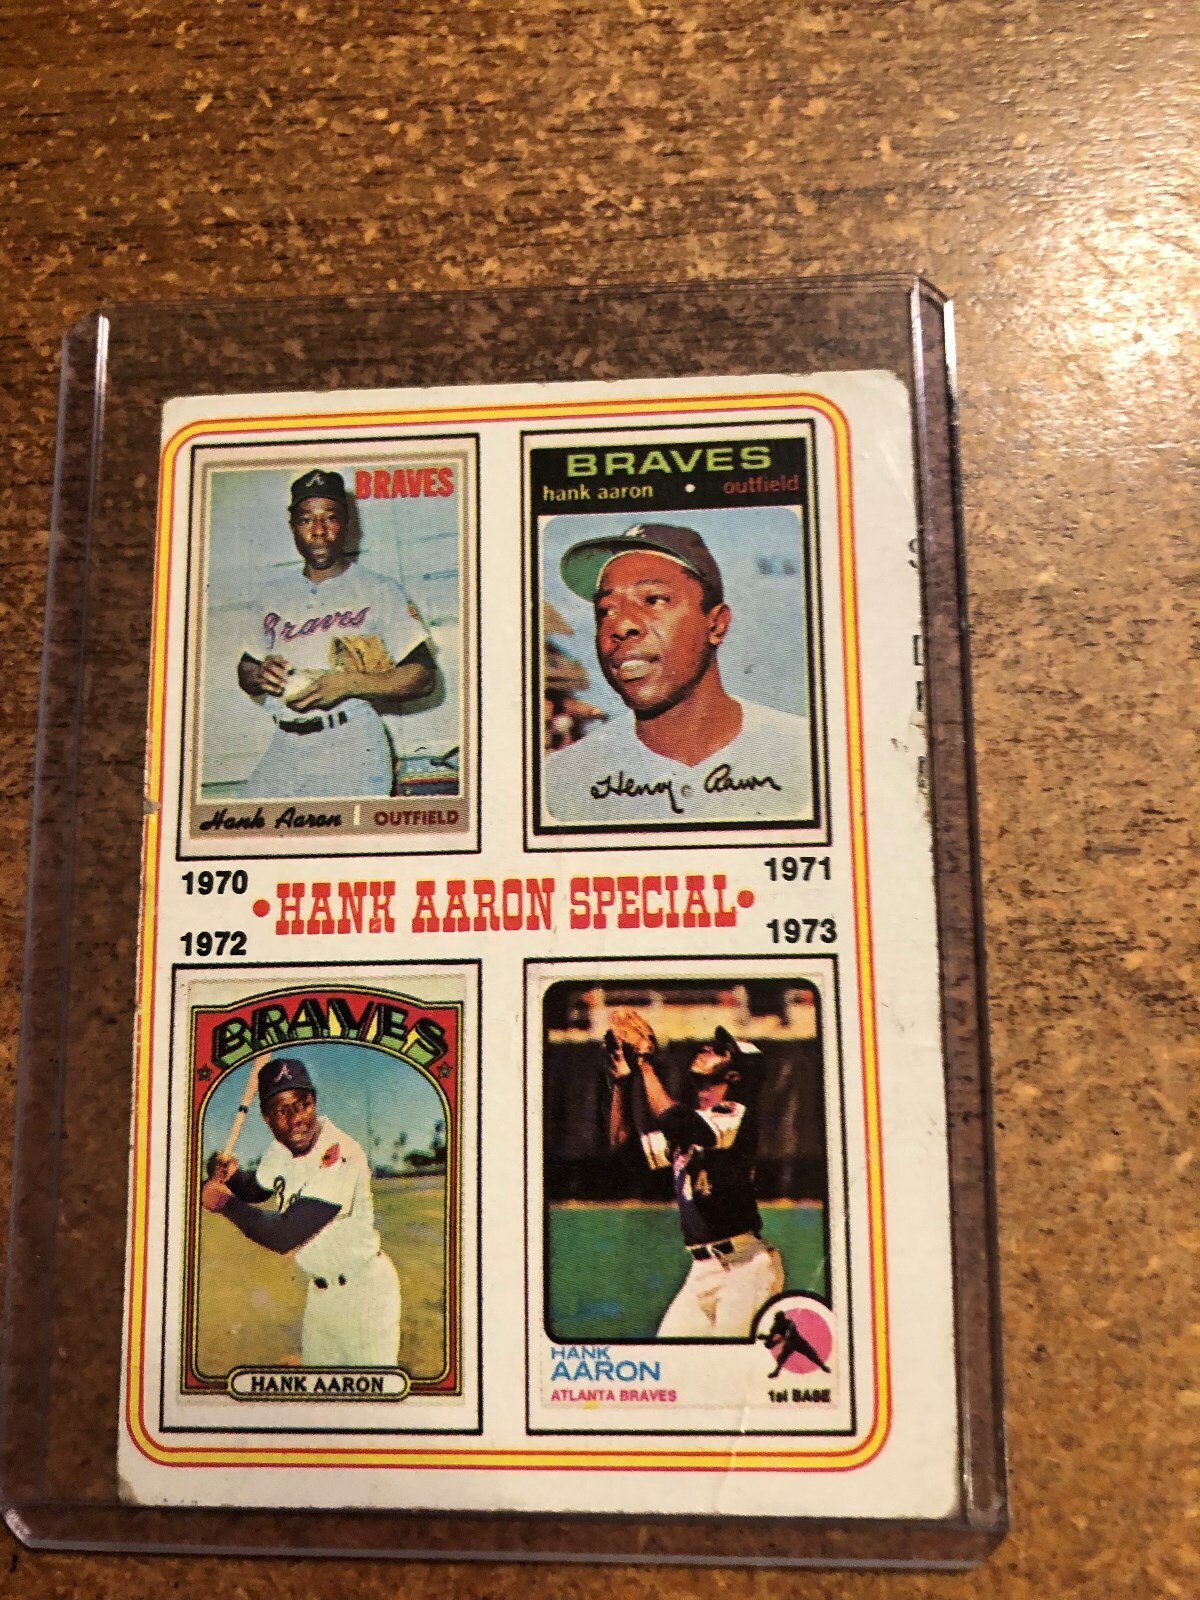 BRAVES
Braves
Hank Aaron | OUTFIELD
BRAVES
hank aaron • outfield
Henry Aaron
1970
1971
• HANK AARON SPECIAL •
1972
1973
BRAVES
HANK AARON
4
HANK
AARON
ATLANTA BRAVES
1st BASE